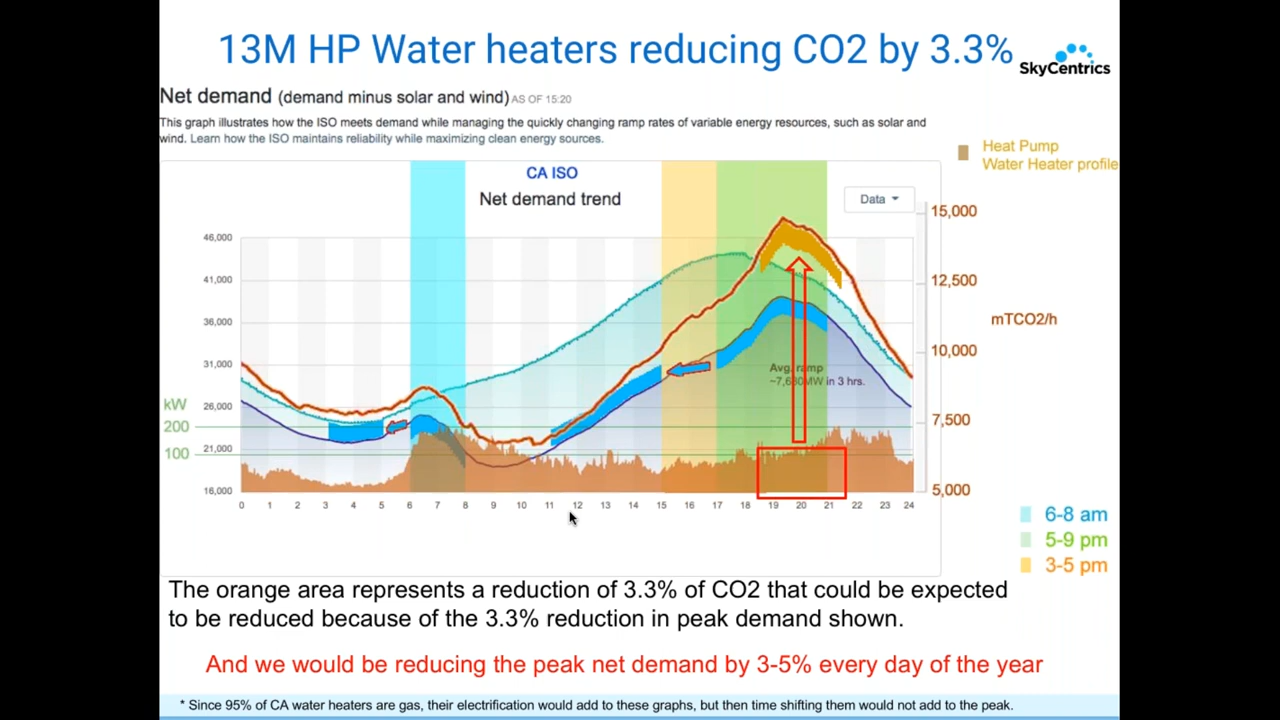 13M HP Water heaters reducing CO2 by 3.3%
SkyCentrics
Net demand (demand minus solar and wind) AS OF 15:20
This graph illustrates how the ISO meets demand while managing the quickly changing ramp rates of variable energy resources, such as solar and
wind. Learn how the ISO maintains reliability while maximizing clean energy sources.
Heat Pump
Water Heater profile
CA ISO
Net demand trend
Data
15,000
46,000
41,000
12,500
36,000
mTCO2/h
31,000
10,000
Avg. ramp
~7,680MW in 3 hrs.
kW
26,000
7,500
200
21,000
100
16,000
5,000
0 1 2 3 4 5 6 7 8 9 10 11 12 13 14 15 16 17 18 19 20 21 22 23 24
6-8 am
5-9 pm
3-5 pm
The orange area represents a reduction of 3.3% of CO2 that could be expected
to be reduced because of the 3.3% reduction in peak demand shown.
And we would be reducing the peak net demand by 3-5% every day of the year
* Since 95% of CA water heaters are gas, their electrification would add to these graphs, but then time shifting them would not add to the peak.